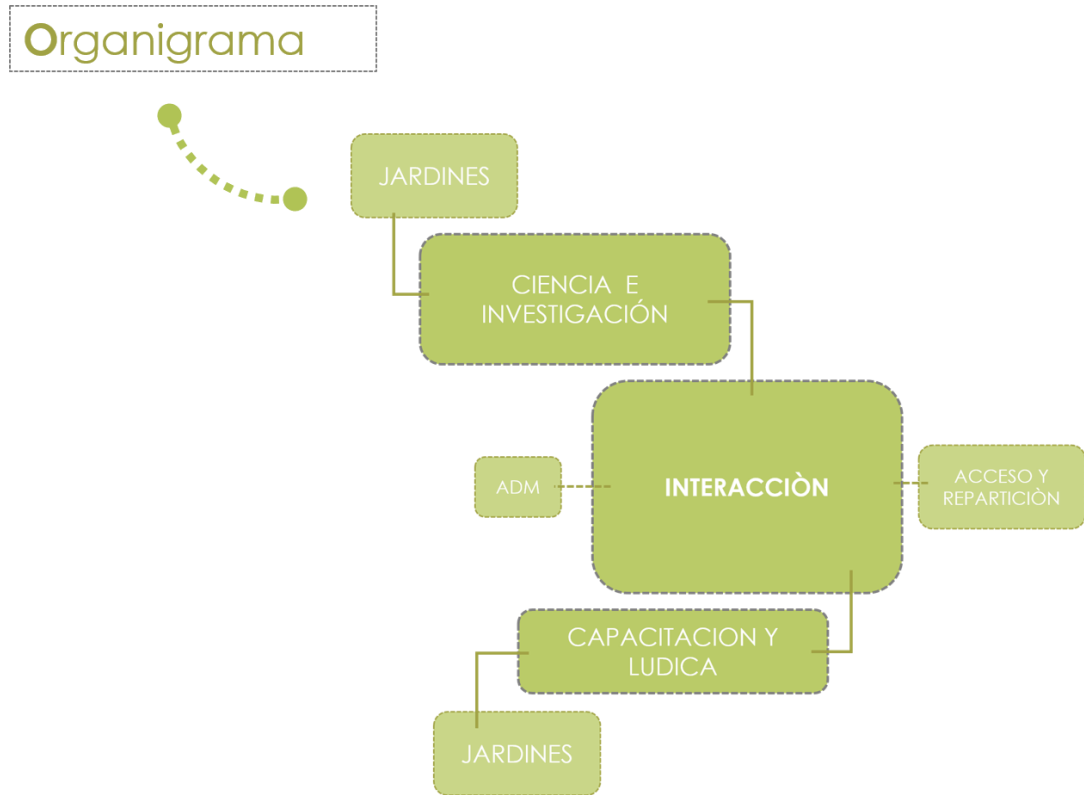 Organigrama
JARDINES
CIENCIA E
INVESTIGACIÓN
ADM
INTERACCIÒN
ACCESO Y
REPARTICIÒN
CAPACITACION Y
LUDICA
JARDINES